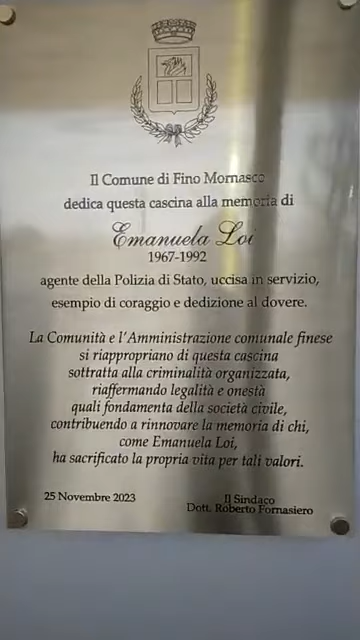 Il Comune di Fino Mornasco
dedica questa cascina alla memoria di
Emanuela Loi
1967-1992
agente della Polizia di Stato, uccisa in servizio,
esempio di coraggio e dedizione al dovere.
La Comunità e l'Amministrazione comunale finese
si riappropriano di questa cascina
sottratta alla criminalità organizzata,
riaffermando legalità e onestà
quali fondamenta della società civile,
contribuendo a rinnovare la memoria di chi,
come Emanuela Loi,
ha sacrificato la propria vita per tali valori.
25 Novembre 2023
Il Sindaco
Dott. Roberto Fornasiero